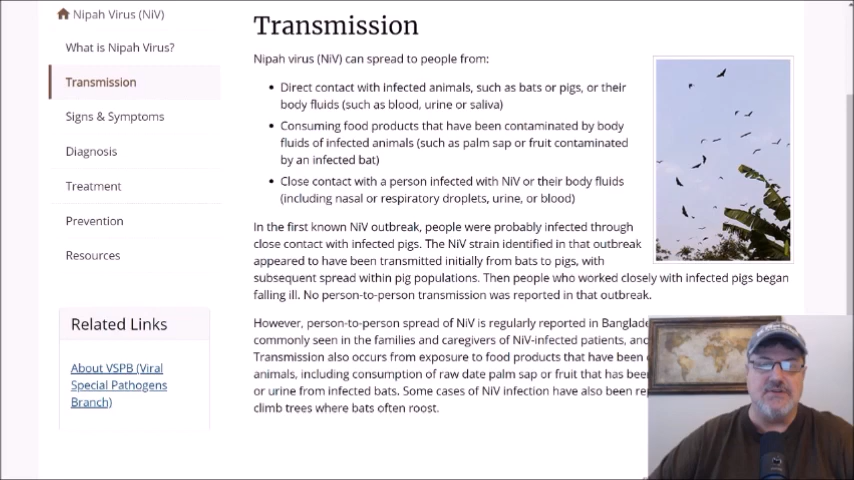 Nipah Virus (NiV)
What is Nipah Virus?
Transmission
Signs & Symptoms
Diagnosis
Treatment
Prevention
Resources
Related Links
About VSPB (Viral
Special Pathogens
Branch)
Transmission
Nipah virus (NiV) can spread to people from:
• Direct contact with infected animals, such as bats or pigs, or their
body fluids (such as blood, urine or saliva)
• Consuming food products that have been contaminated by body
fluids of infected animals (such as palm sap or fruit contaminated
by an infected bat)
• Close contact with a person infected with NiV or their body fluids
(including nasal or respiratory droplets, urine, or blood)
In the first known NiV outbreak, people were probably infected through
close contact with infected pigs. The NiV strain identified in that outbreak
appeared to have been transmitted initially from bats to pigs, with
subsequent spread within pig populations. Then people who worked closely with infected pigs began
falling ill. No person-to-person transmission was reported in that outbreak.
However, person-to-person spread of NiV is regularly reported in
commonly seen in the families and caregivers of NiV-infected patients, and
Transmission also occurs from exposure to food products that have been
animals, including consumption of raw date palm sap or fruit that has
or urine from infected bats. Some cases of NiV infection have also been
climb trees where bats often roost.